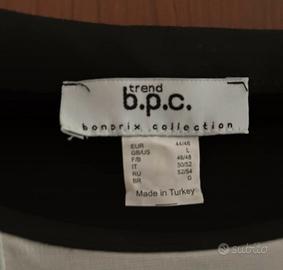 trend
b.p.c.
bonprix collection
EUR 44/46
GB/US L
F/B 46/48
IT 50/52
RU 52/54
BR G
Made in Turkey
subito